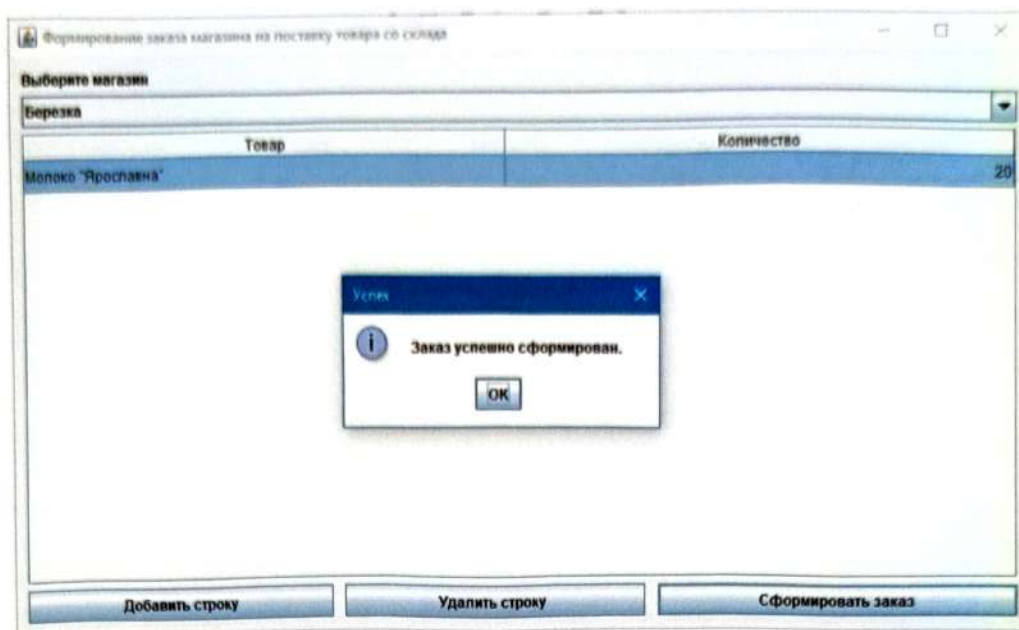 Формирование заказа магазина на поставку товара со склада
Выберите магазин
Березка
Товар Количество
Молоко "Ярославна" 20
Успех
Заказ успешно сформирован.
OK
Добавить строку Удалить строку Сформировать заказ